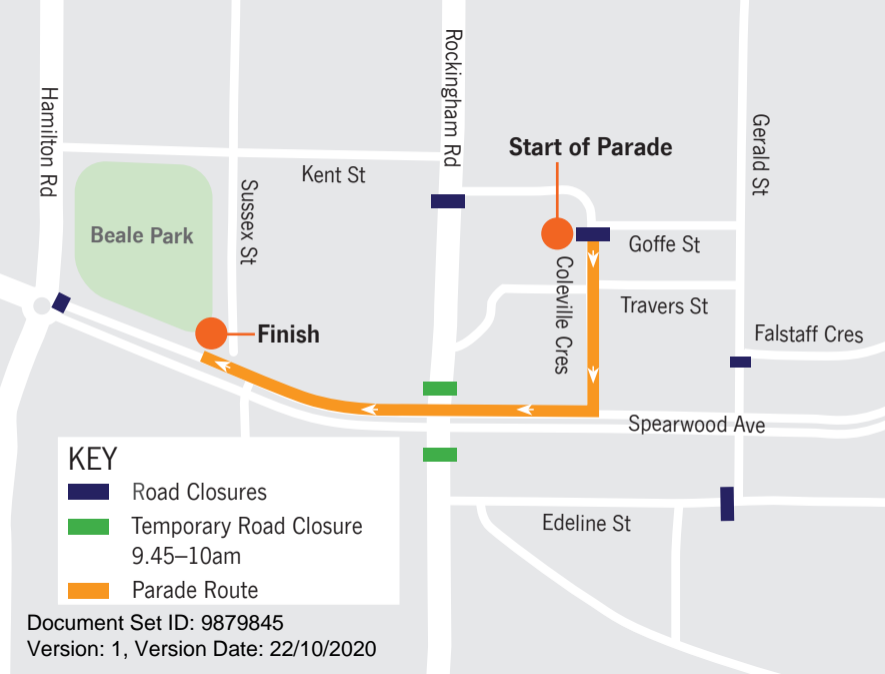 Hamilton Rd
Rockingham Rd
Gerald St
Start of Parade
Kent St
Sussex St
Beale Park
Goffe St
Coleville Cres
Travers St
Falstaff Cres
Finish
Spearwood Ave
Edeline St
KEY
Road Closures
Temporary Road Closure
9.45–10am
Parade Route
Document Set ID: 9879845
Version: 1, Version Date: 22/10/2020